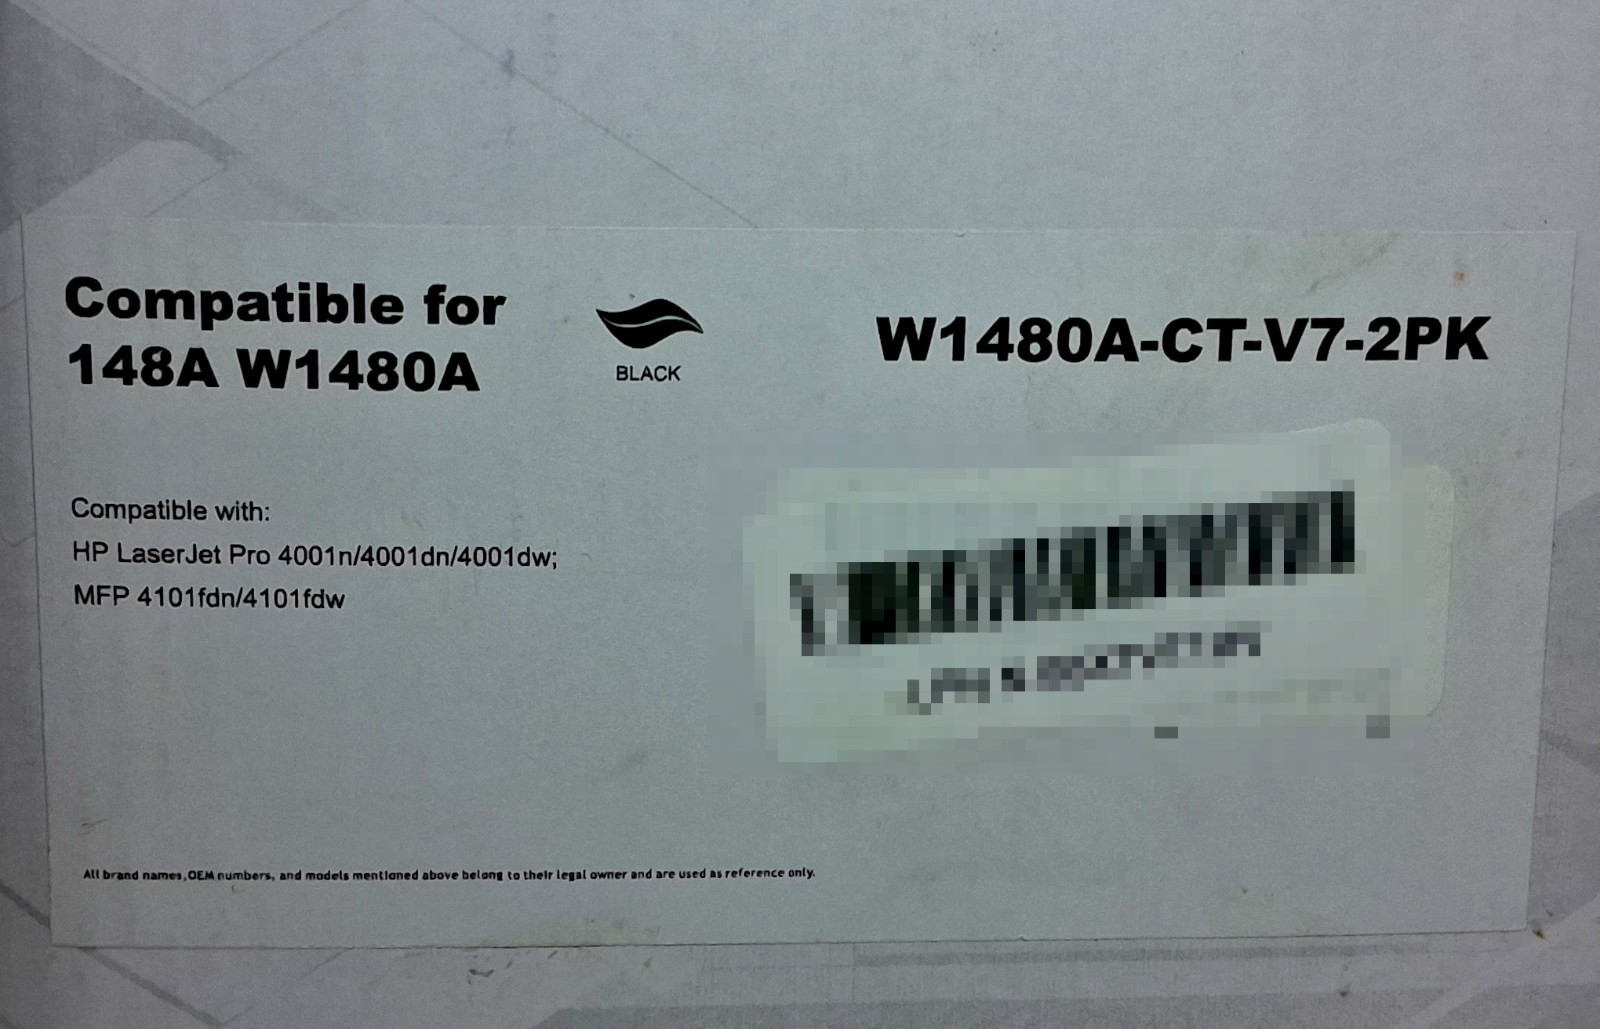 Compatible for
148A W1480A
BLACK
W1480A-CT-V7-2PK
Compatible with:
HP LaserJet Pro 4001n/4001dn/4001dw;
MFP 4101fdn/4101fdw
All brand names,OEM numbers, and models mentioned above belong to their legal owner and are used as reference only.